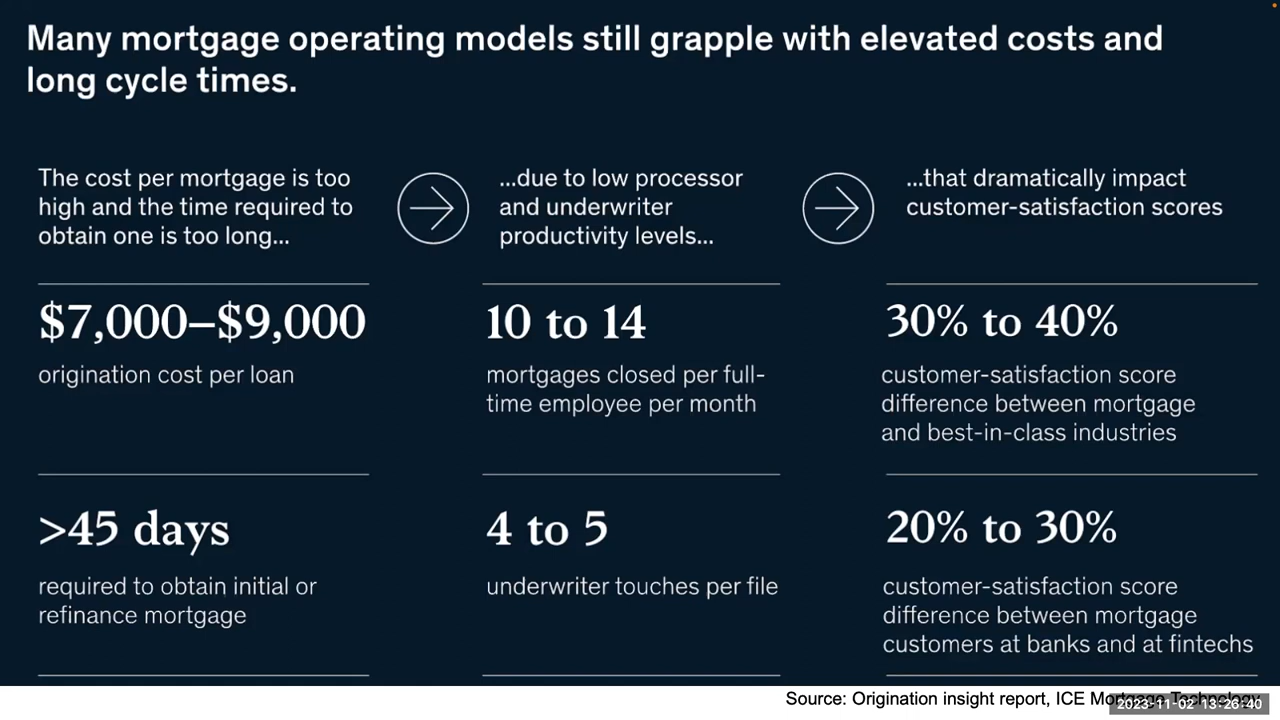 Many mortgage operating models still grapple with elevated costs and
long cycle times.
The cost per mortgage is too
high and the time required to
obtain one is too long...
...due to low processor
and underwriter
productivity levels...
...that dramatically impact
customer-satisfaction scores
$7,000–$9,000
origination cost per loan
10 to 14
mortgages closed per full-
time employee per month
30% to 40%
customer-satisfaction score
difference between mortgage
and best-in-class industries
>45 days
required to obtain initial or
refinance mortgage
4 to 5
underwriter touches per file
20% to 30%
customer-satisfaction score
difference between mortgage
customers at banks and at fintechs
Source: Origination insight report, ICE Mortgage Technology
2023-11-02 13:26:40